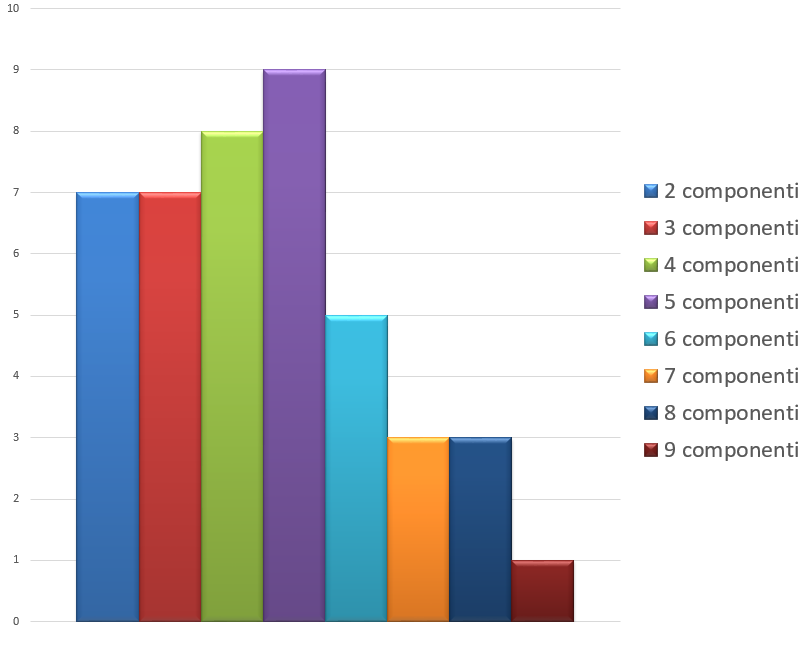 10
9
8
7
6
5
4
3
2
1
0
2 componenti
3 componenti
4 componenti
5 componenti
6 componenti
7 componenti
8 componenti
9 componenti